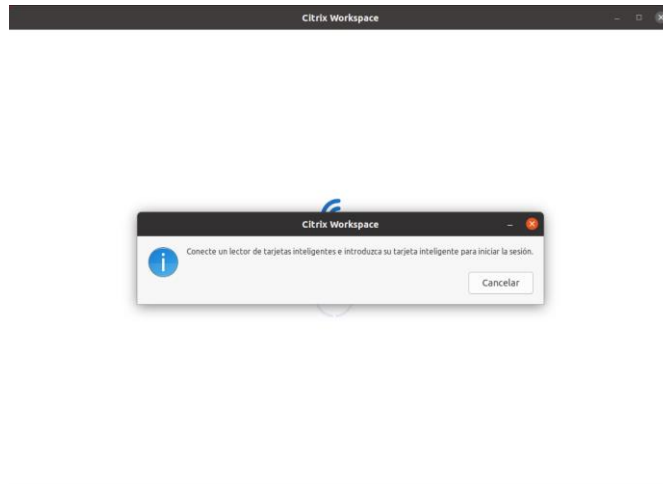 Citrix Workspace
Citrix Workspace
Conecte un lector de tarjetas inteligentes e introduzca su tarjeta inteligente para iniciar la sesión.
Cancelar